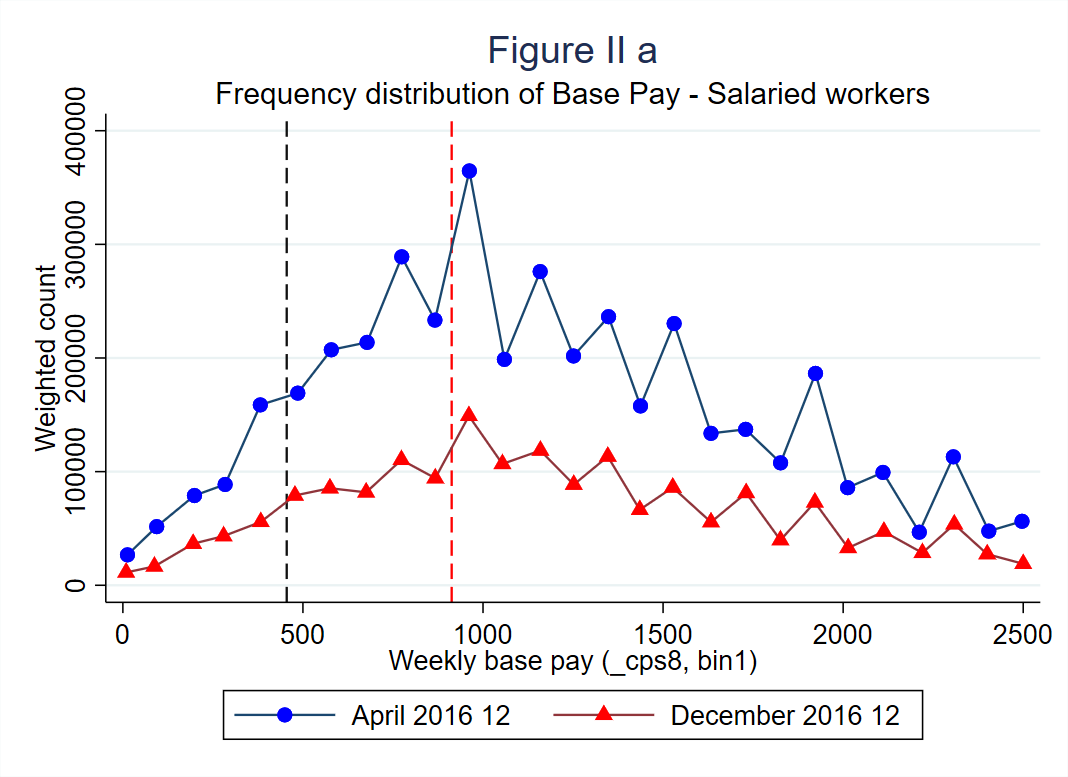 Figure II a
Frequency distribution of Base Pay - Salaried workers
Weighted count
400000
300000
200000
100000
0
0 500 1000 1500 2000 2500
Weekly base pay (_cps8, bin1)
April 2016 12 December 2016 12